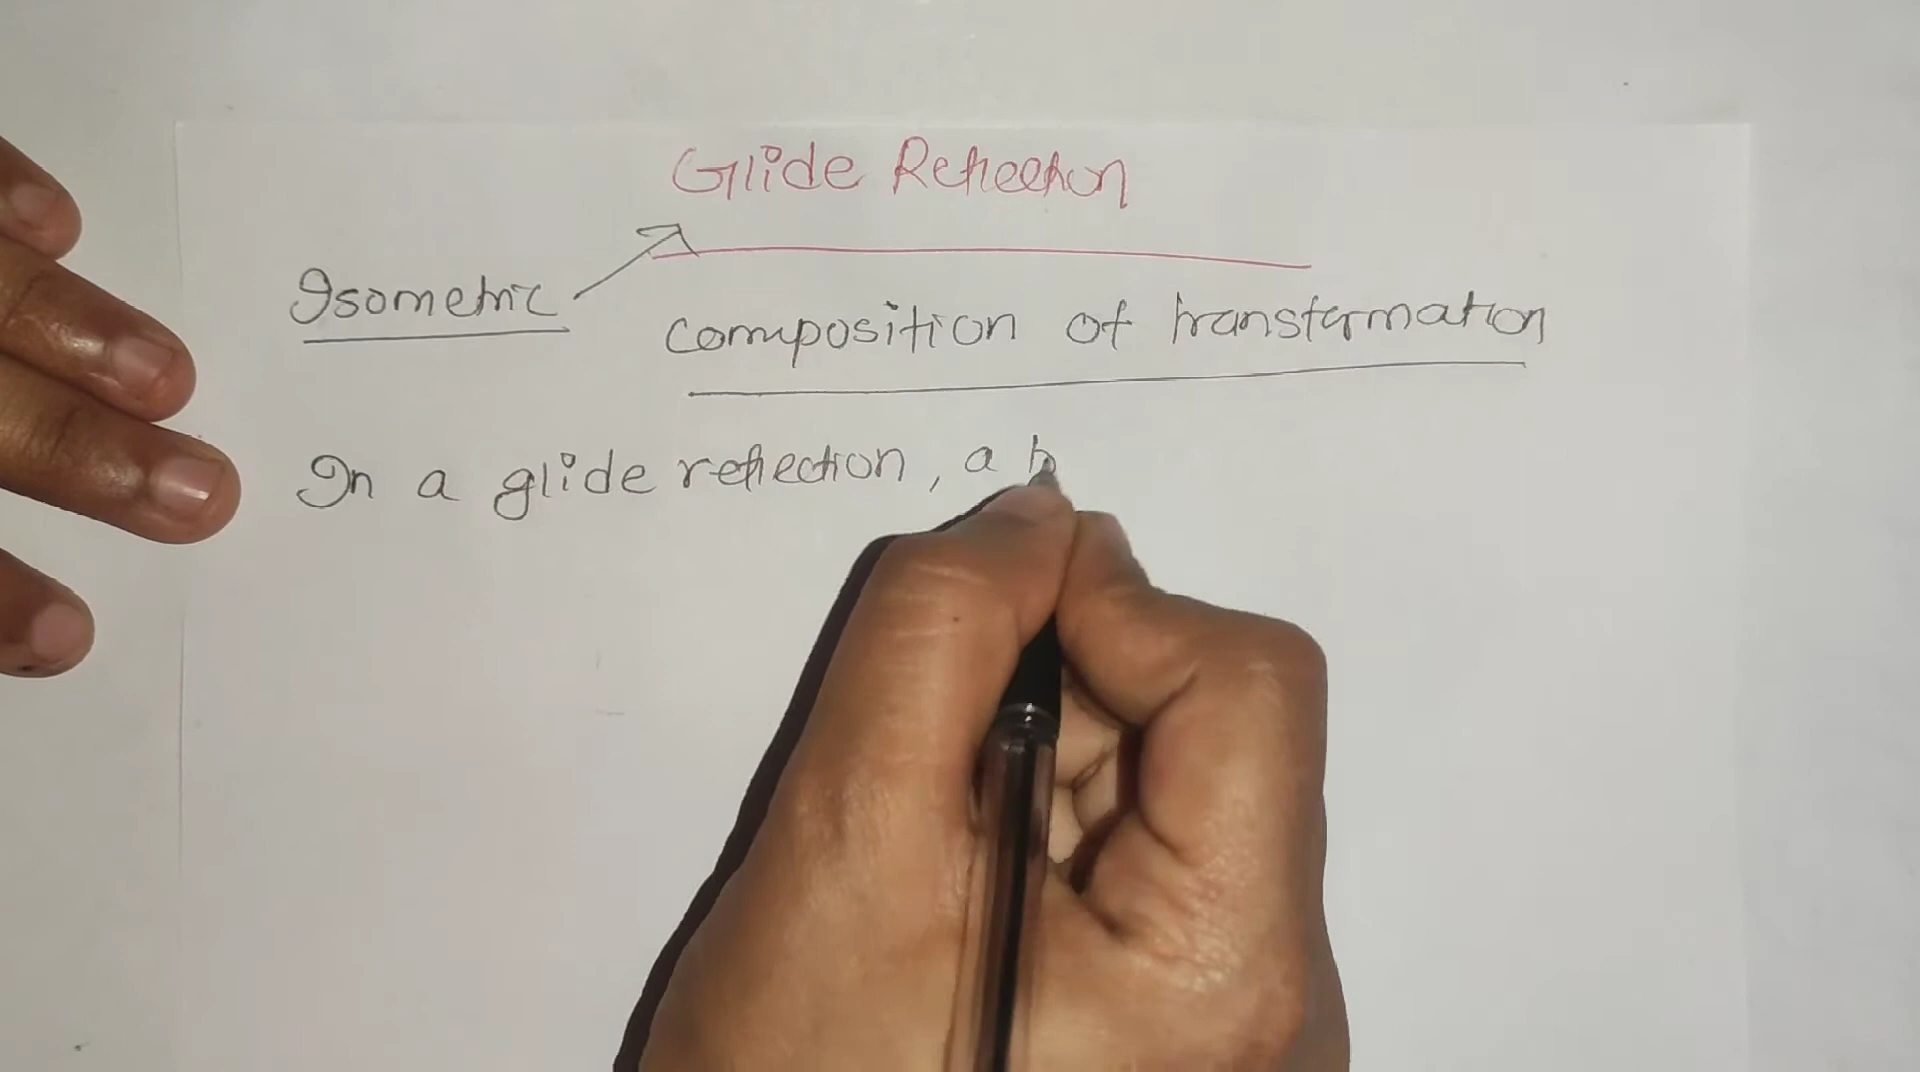 Glide Reflection
Isometric
composition of transformation
In a glide reflection, a